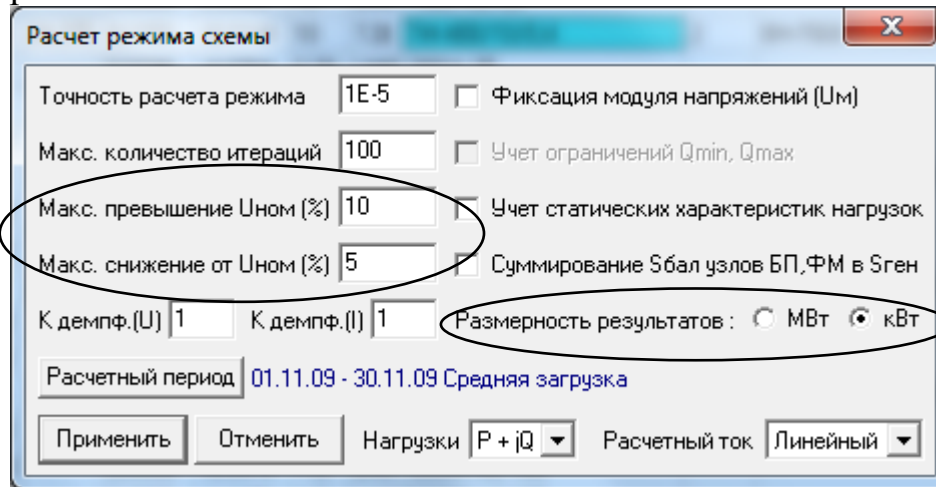 Расчет режима схемы
Точность расчета режима 1E-5 Фиксация модуля напряжений (Uм)
Макс. количество итераций 100 Учет ограничений Qmin, Qmax
Макс. превышение Uном (%) 10 Учет статических характеристик нагрузок
Макс. снижение от Uном (%) 5 Суммирование Sбал узлов БП,ФМ в Sген
К демпф.(U) 1 К демпф.(I) 1 Размерность результатов : МВт кВт
Расчетный период 01.11.09 - 30.11.09 Средняя загрузка
Применить Отменить Нагрузки P + jQ Расчетный ток Линейный